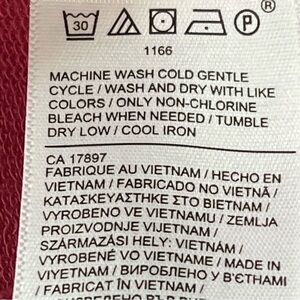 30 P ®
1166
MACHINE WASH COLD GENTLE
CYCLE / WASH AND DRY WITH LIKE
COLORS / ONLY NON-CHLORINE
BLEACH WHEN NEEDED / TUMBLE
DRY LOW / COOL IRON
CA 17897
FABRIQUE AU VIETNAM / HECHO EN
VIETNAM / FABRICADO NO VIETNÃ /
ΚΑΤΑΣΚΕΥΑΣΤΗΚΕ ΣΤΟ ΒΙΕΤΝΑΜ /
VYROBENO VE VIETNAMU / ZEMLJA
PROIZVODNJE VIJETNAM /
SZÁRMAZÁSI HELY: VIETNÁM /
VYROBENÉ VO VIETNAME / MADE IN
VIYETNAM / ВИРОБЛЕНО У В'ЄТНАМІ
/ FABRICAT ÎN VIETNAM /